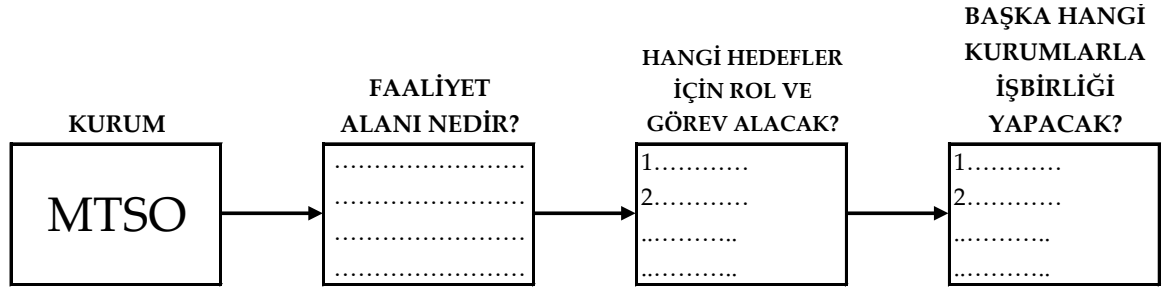 KURUM
MTSO
FAALİYET
ALANI NEDİR?
……………………
……………………
……………………
……………………
HANGİ HEDEFLER
İÇİN ROL VE
GÖREV ALACAK?
1…………
2…………
..………..
..………..
BAŞKA HANGİ
KURUMLARLA
İŞBİRLİĞİ
YAPACAK?
1…………
2…………
..………..
..………..